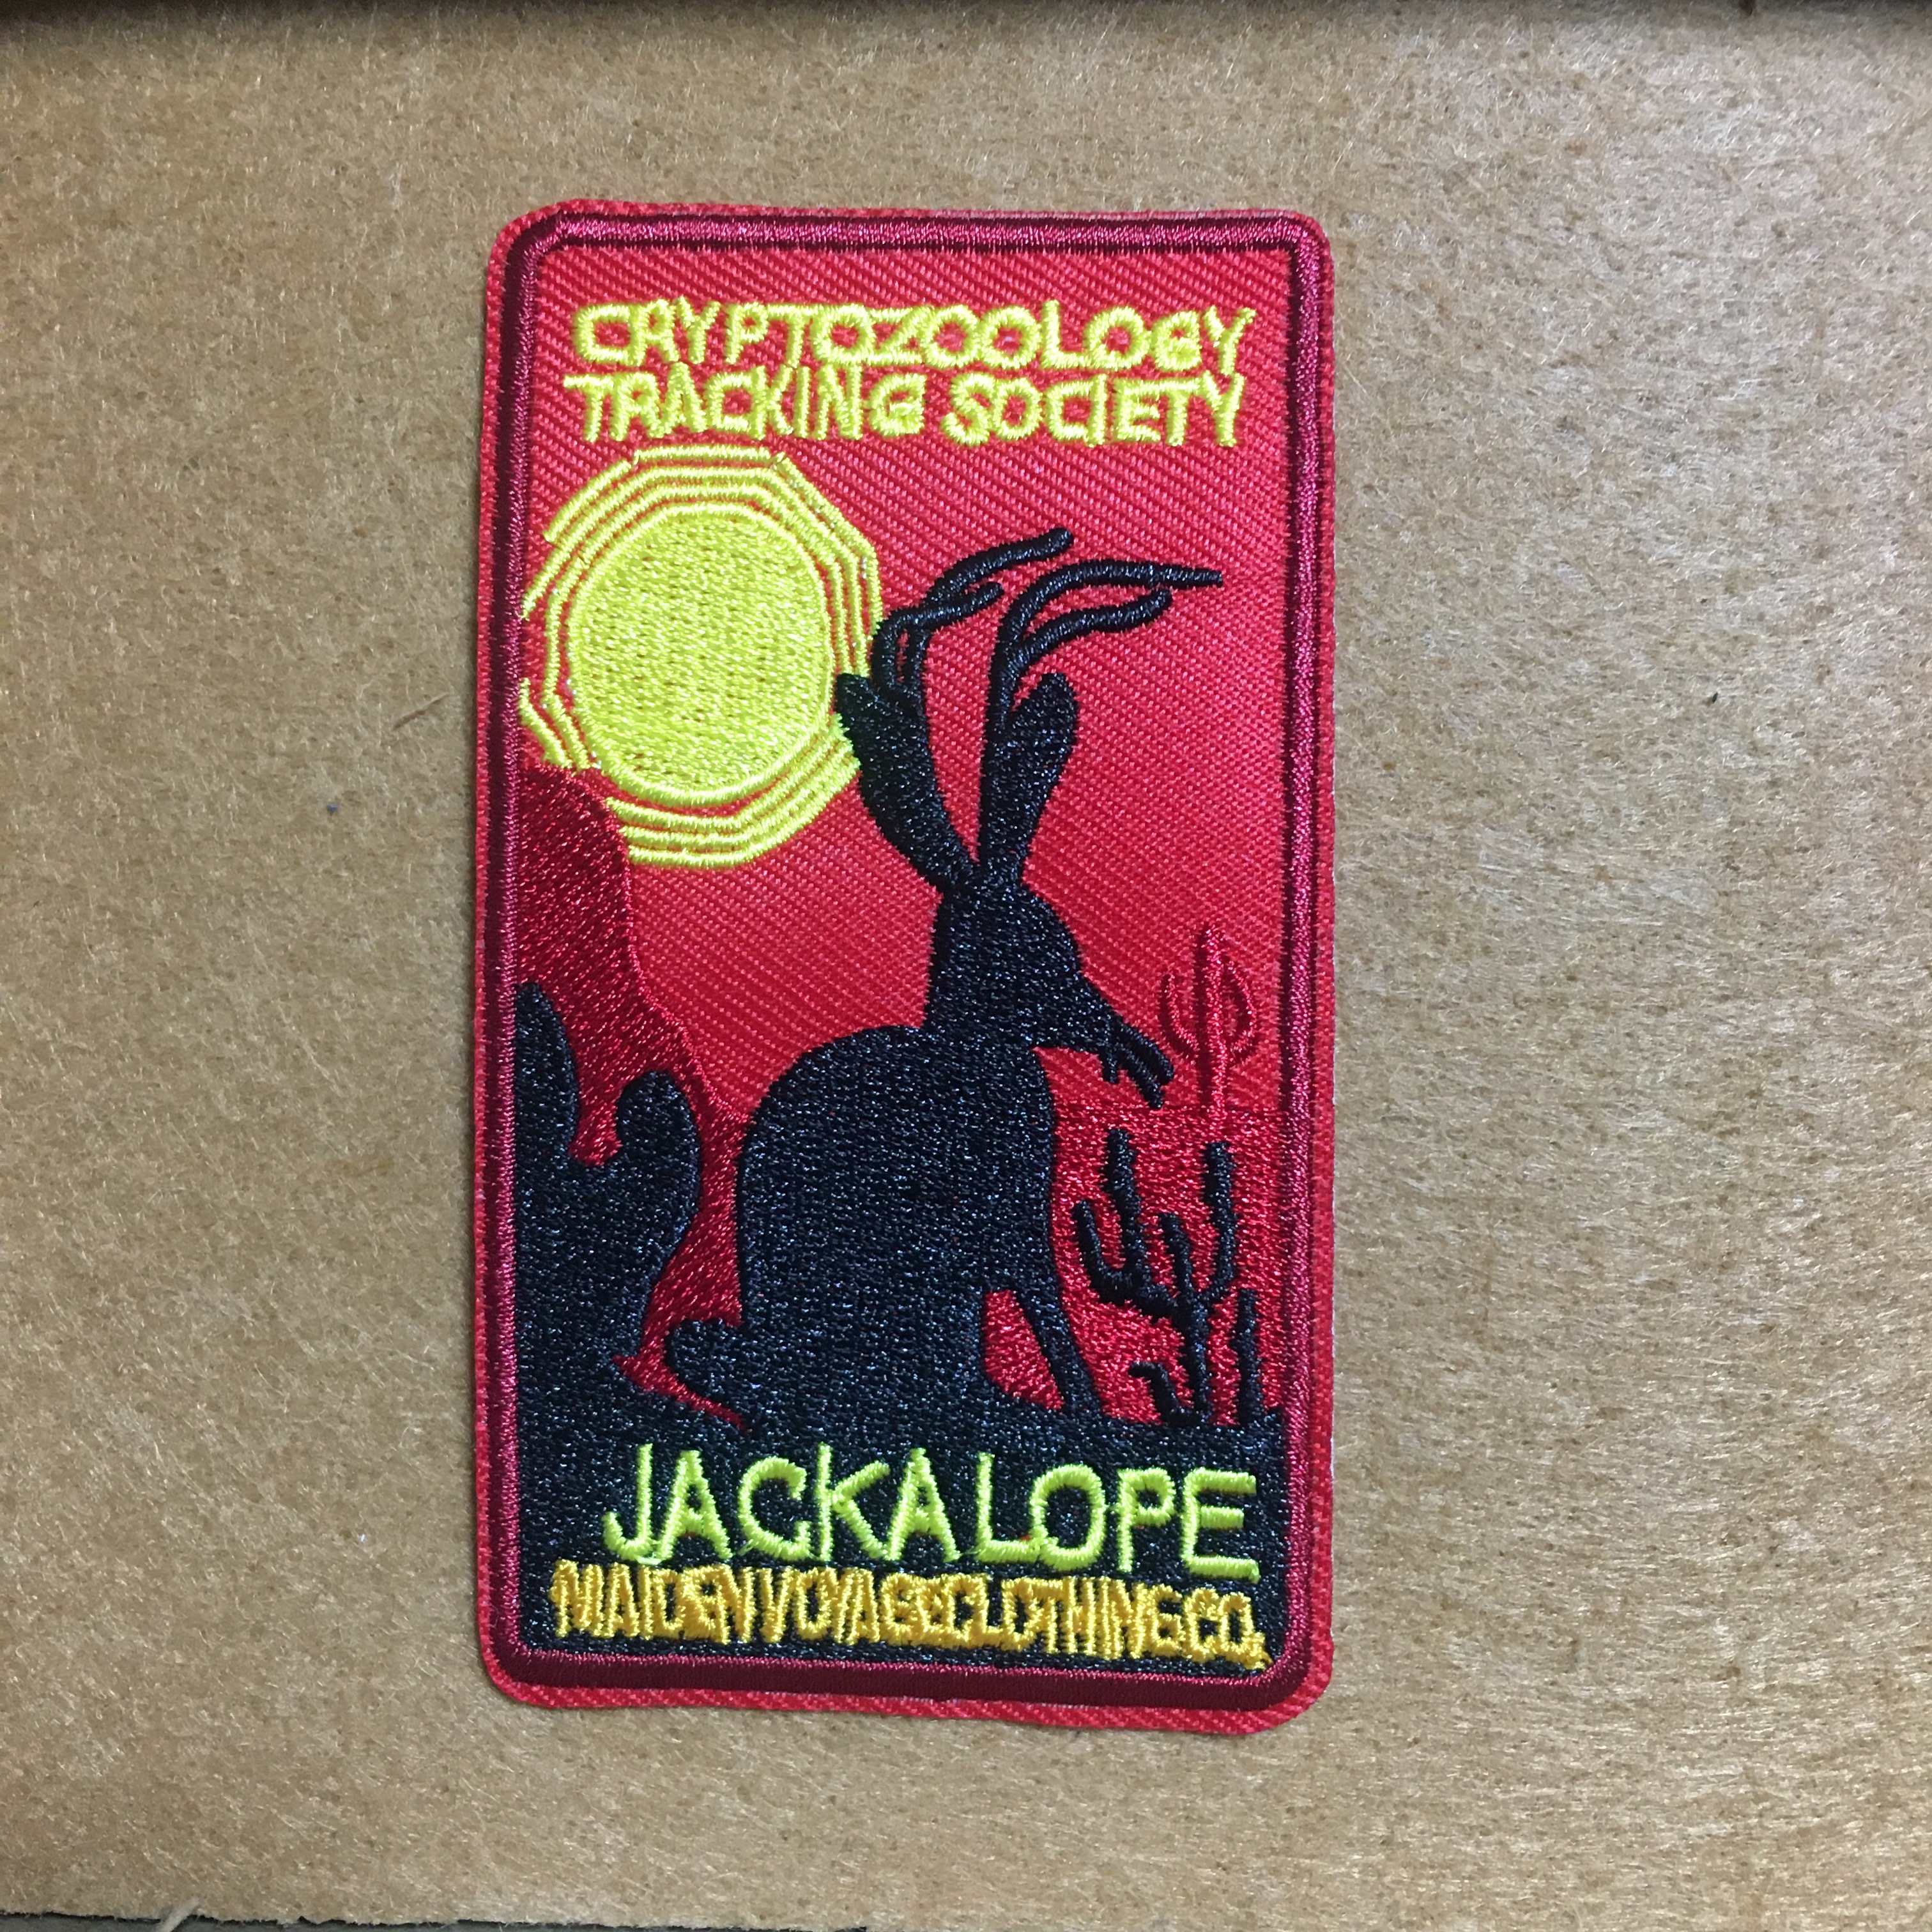 CRYPTOZOOLOGY
TRACKING SOCIETY
JACKALOPE
MAIDEN VOYAGE CLOTHING CO.